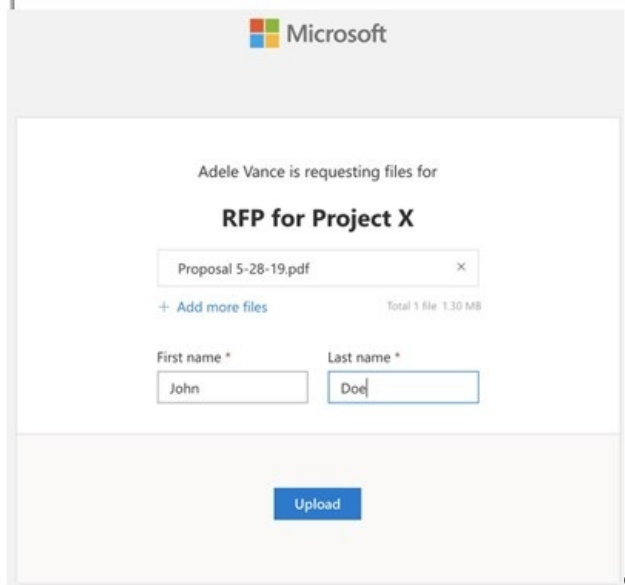 Microsoft
Adele Vance is requesting files for
RFP for Project X
Proposal 5-28-19.pdf ×
+ Add more files Total 1 file 1.30 MB
First name * Last name *
John Doe
Upload